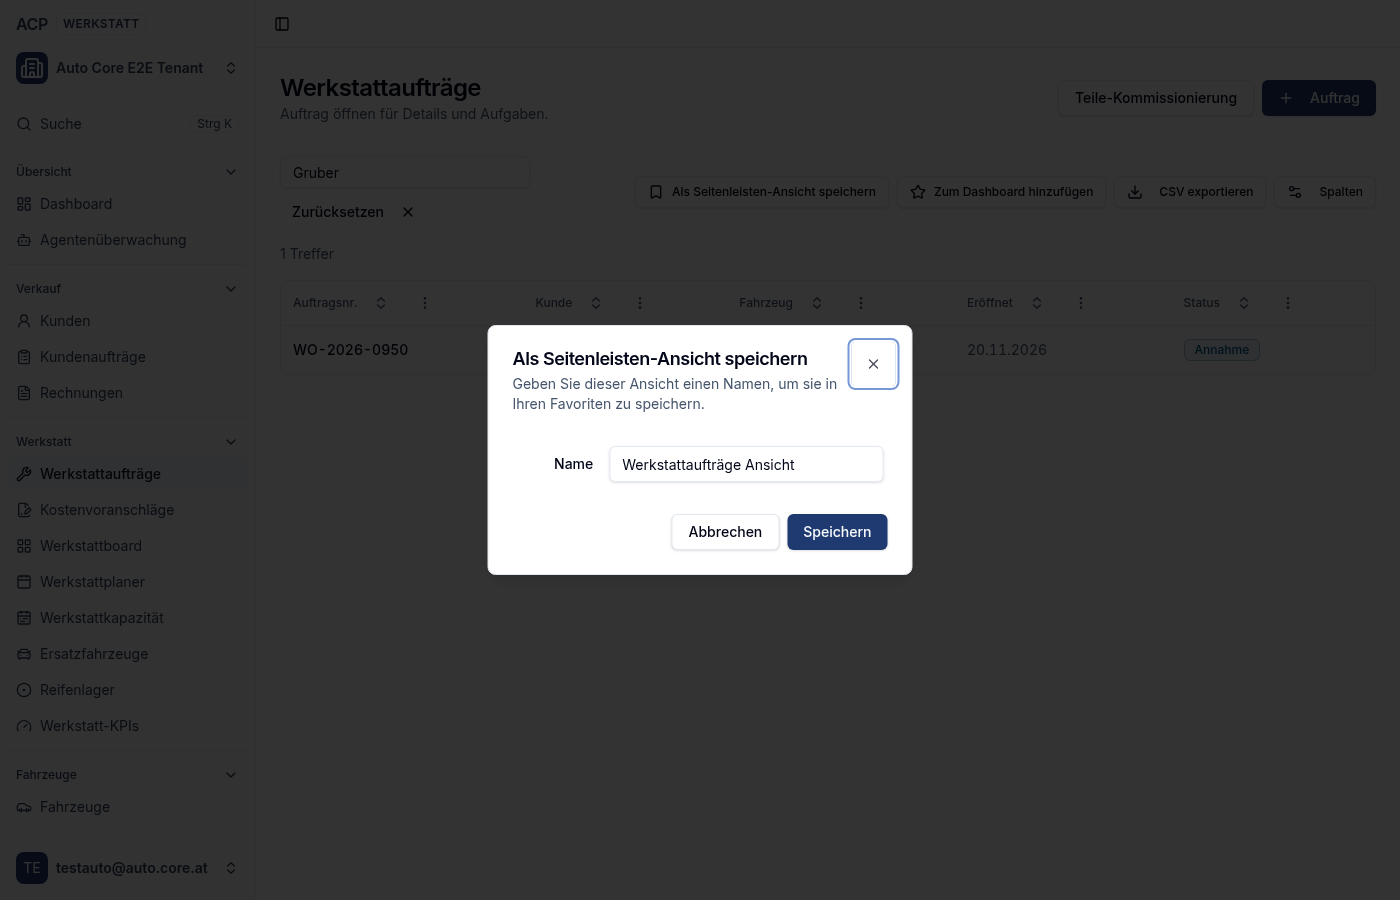 ACP WERKSTATT
Auto Core E2E Tenant
Suche Strg K
Übersicht
Dashboard
Agentenüberwachung
Verkauf
Kunden
Kundenaufträge
Rechnungen
Werkstatt
Werkstattaufträge
Kostenvoranschläge
Werkstattboard
Werkstattplaner
Werkstattkapazität
Ersatzfahrzeuge
Reifenlager
Werkstatt-KPIs
Fahrzeuge
Fahrzeuge
TE testauto@auto.core.at
Werkstattaufträge
Auftrag öffnen für Details und Aufgaben.
Teile-Kommissionierung
Auftrag
Gruber
Zurücksetzen
Als Seitenleisten-Ansicht speichern
Zum Dashboard hinzufügen
CSV exportieren
Spalten
1 Treffer
Auftragsnr. Kunde Fahrzeug Eröffnet Status
WO-2026-0950 20.11.2026 Annahme
Als Seitenleisten-Ansicht speichern
Geben Sie dieser Ansicht einen Namen, um sie in
Ihren Favoriten zu speichern.
Name Werkstattaufträge Ansicht
Abbrechen Speichern